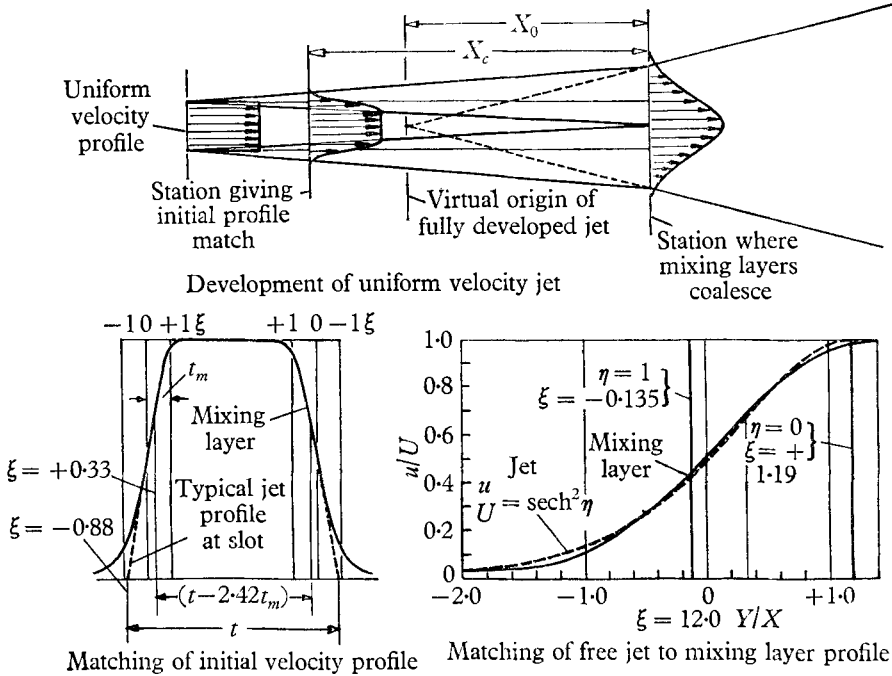 X₀
X꜀
Uniform
velocity
profile
Station giving
initial profile
match
Virtual origin of
fully developed jet
Station where
mixing layers
coalesce
Development of uniform velocity jet
−1 0 +1ξ
+1 0 −1ξ
tₘ
Mixing
layer
ξ = +0·33
ξ = −0·88
Typical jet
profile
at slot
(t−2·42tₘ)
t
Matching of initial velocity profile
1·0
0·8
0·6
0·4
0·2
0
u/U
η = 1
ξ = −0·135
Mixing
layer
Jet
u
U = sech²η
η = 0
ξ = +
1·19
−2·0
−1·0
0
+1·0
ξ = 12·0 Y/X
Matching of free jet to mixing layer profile